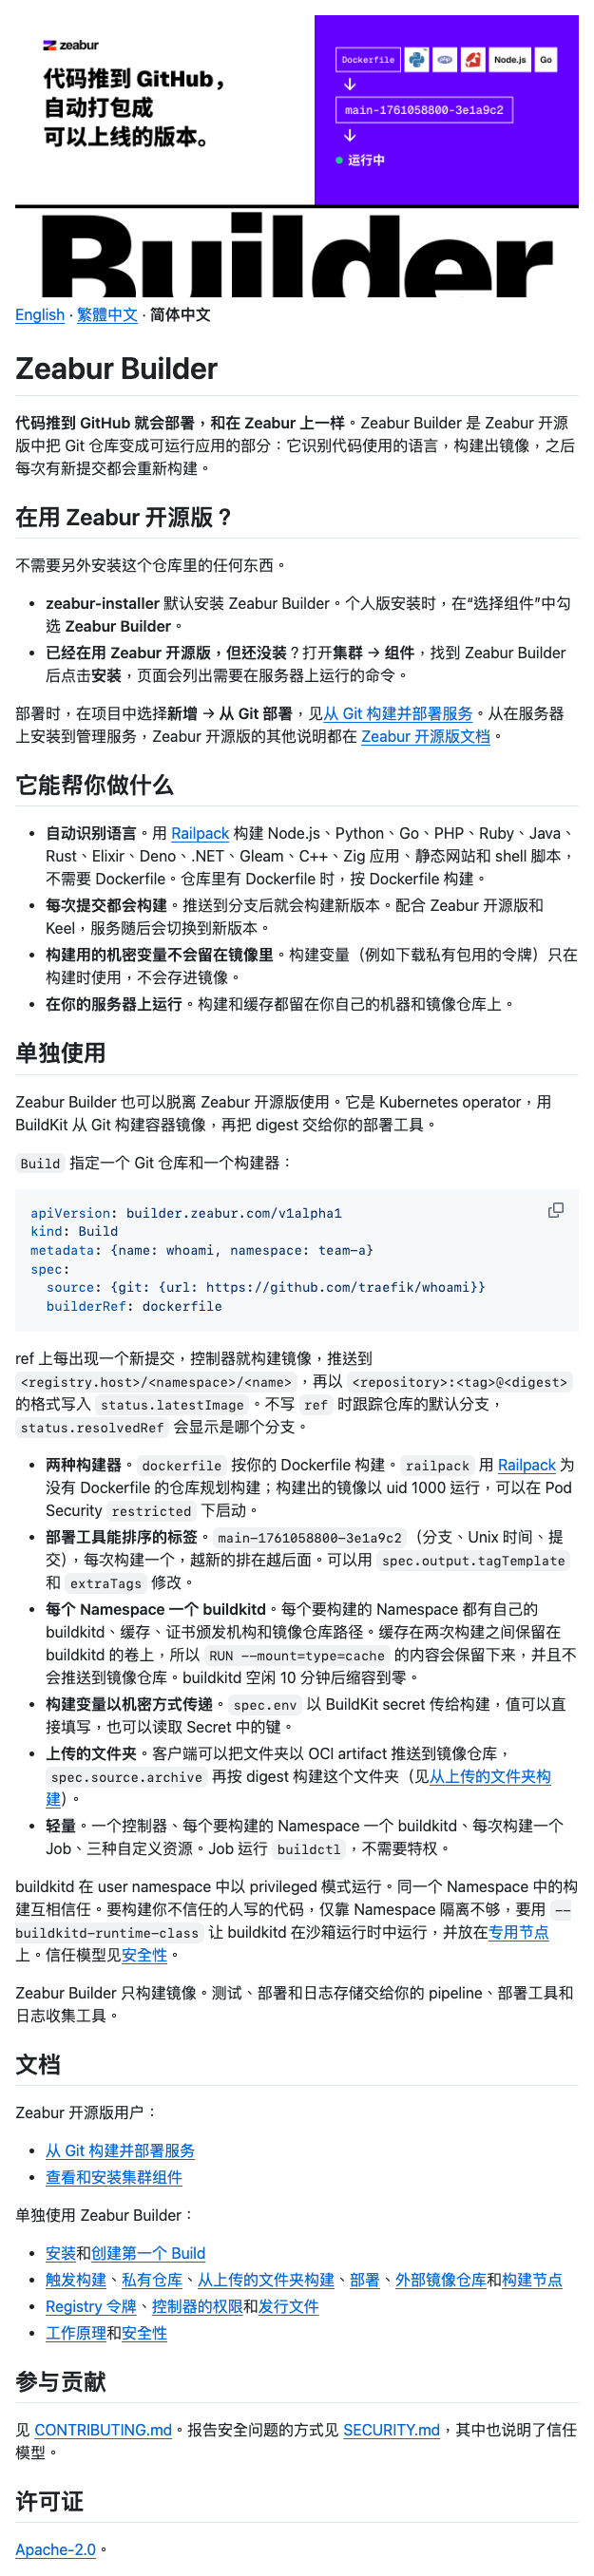 zeabur
代码推到 GitHub，
自动打包成
可以上线的版本。
Dockerfile php Node.js Go
main-1761058800-3e1a9c2
运行中
Builder
English · 繁體中文 · 简体中文
Zeabur Builder
代码推到 GitHub 就会部署，和在 Zeabur 上一样。Zeabur Builder 是 Zeabur 开源
版中把 Git 仓库变成可运行应用的部分：它识别代码使用的语言，构建出镜像，之后
每次有新提交都会重新构建。
在用 Zeabur 开源版？
不需要另外安装这个仓库里的任何东西。
• zeabur-installer 默认安装 Zeabur Builder。个人版安装时，在“选择组件”中勾
选 Zeabur Builder。
• 已经在用 Zeabur 开源版，但还没装？打开集群 → 组件，找到 Zeabur Builder
后点击安装，页面会列出需要在服务器上运行的命令。
部署时，在项目中选择新增 → 从 Git 部署，见从 Git 构建并部署服务。从在服务器
上安装到管理服务，Zeabur 开源版的其他说明都在 Zeabur 开源版文档。
它能帮你做什么
• 自动识别语言。用 Railpack 构建 Node.js、Python、Go、PHP、Ruby、Java、
Rust、Elixir、Deno、.NET、Gleam、C++、Zig 应用、静态网站和 shell 脚本，
不需要 Dockerfile。仓库里有 Dockerfile 时，按 Dockerfile 构建。
• 每次提交都会构建。推送到分支后就会构建新版本。配合 Zeabur 开源版和
Keel，服务随后会切换到新版本。
• 构建用的机密变量不会留在镜像里。构建变量（例如下载私有包用的令牌）只在
构建时使用，不会存进镜像。
• 在你的服务器上运行。构建和缓存都留在你自己的机器和镜像仓库上。
单独使用
Zeabur Builder 也可以脱离 Zeabur 开源版使用。它是 Kubernetes operator，用
BuildKit 从 Git 构建容器镜像，再把 digest 交给你的部署工具。
Build 指定一个 Git 仓库和一个构建器：
apiVersion: builder.zeabur.com/v1alpha1
kind: Build
metadata: {name: whoami, namespace: team-a}
spec:
  source: {git: {url: https://github.com/traefik/whoami}}
  builderRef: dockerfile
ref 上每出现一个新提交，控制器就构建镜像，推送到
<registry.host>/<namespace>/<name>，再以 <repository>:<tag>@<digest>
的格式写入 status.latestImage。不写 ref 时跟踪仓库的默认分支，
status.resolvedRef 会显示是哪个分支。
• 两种构建器。dockerfile 按你的 Dockerfile 构建。railpack 用 Railpack 为
没有 Dockerfile 的仓库规划构建；构建出的镜像以 uid 1000 运行，可以在 Pod
Security restricted 下启动。
• 部署工具能排序的标签。main-1761058800-3e1a9c2（分支、Unix 时间、提
交），每次构建一个，越新的排在越后面。可以用 spec.output.tagTemplate
和 extraTags 修改。
• 每个 Namespace 一个 buildkitd。每个要构建的 Namespace 都有自己的
buildkitd、缓存、证书颁发机构和镜像仓库路径。缓存在两次构建之间保留在
buildkitd 的卷上，所以 RUN --mount=type=cache 的内容会保留下来，并且不
会推送到镜像仓库。buildkitd 空闲 10 分钟后缩容到零。
• 构建变量以机密方式传递。spec.env 以 BuildKit secret 传给构建，值可以直
接填写，也可以读取 Secret 中的键。
• 上传的文件夹。客户端可以把文件夹以 OCI artifact 推送到镜像仓库，
spec.source.archive 再按 digest 构建这个文件夹（见从上传的文件夹构
建）。
• 轻量。一个控制器、每个要构建的 Namespace 一个 buildkitd、每次构建一个
Job、三种自定义资源。Job 运行 buildctl，不需要特权。
buildkitd 在 user namespace 中以 privileged 模式运行。同一个 Namespace 中的构
建互相信任。要构建你不信任的人写的代码，仅靠 Namespace 隔离不够，要用 --
buildkitd-runtime-class 让 buildkitd 在沙箱运行时中运行，并放在专用节点
上。信任模型见安全性。
Zeabur Builder 只构建镜像。测试、部署和日志存储交给你的 pipeline、部署工具和
日志收集工具。
文档
Zeabur 开源版用户：
• 从 Git 构建并部署服务
• 查看和安装集群组件
单独使用 Zeabur Builder：
• 安装和创建第一个 Build
• 触发构建、私有仓库、从上传的文件夹构建、部署、外部镜像仓库和构建节点
• Registry 令牌、控制器的权限和发行文件
• 工作原理和安全性
参与贡献
见 CONTRIBUTING.md。报告安全问题的方式见 SECURITY.md，其中也说明了信任
模型。
许可证
Apache-2.0。